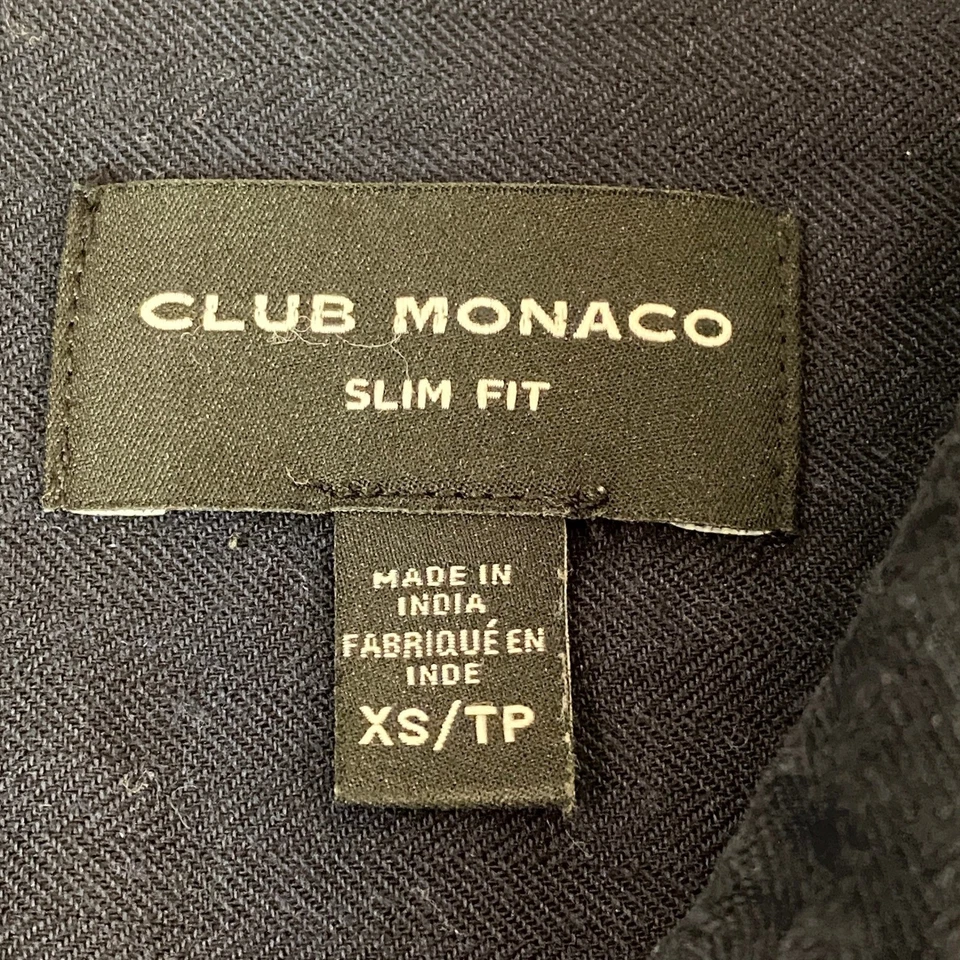 CLUB MONACO
SLIM FIT
MADE IN
INDIA
FABRIQUÉ EN
INDE
XS/TP